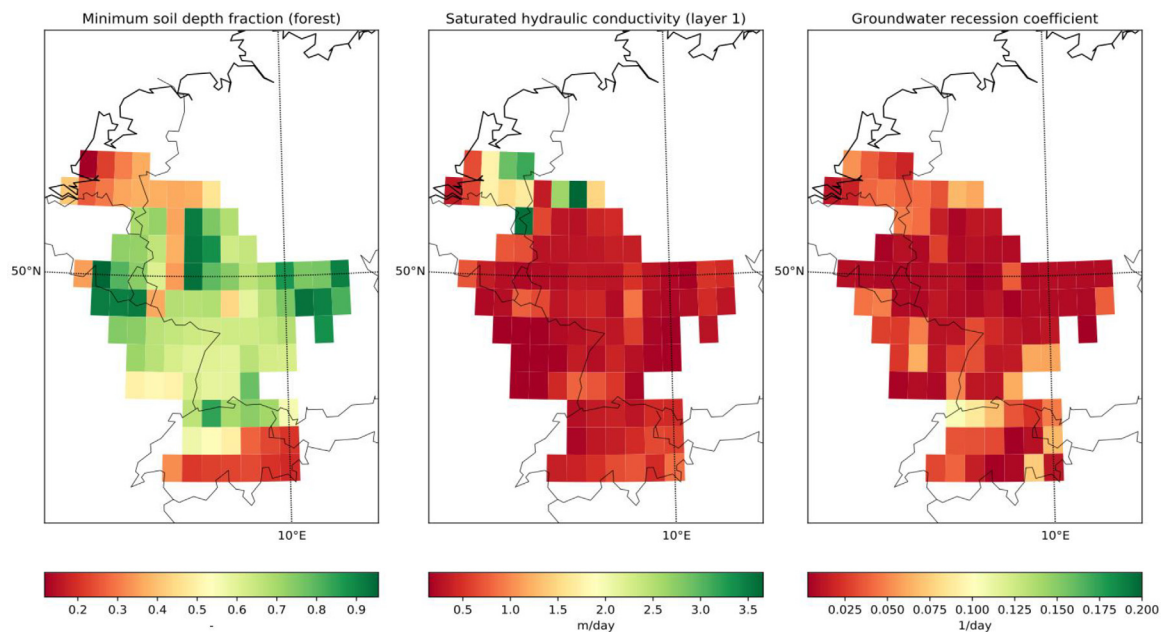 Minimum soil depth fraction (forest)
Saturated hydraulic conductivity (layer 1)
Groundwater recession coefficient
50°N
50°N
50°N
10°E
10°E
10°E
0.2 0.3 0.4 0.5 0.6 0.7 0.8 0.9
-
0.5 1.0 1.5 2.0 2.5 3.0 3.5
m/day
0.025 0.050 0.075 0.100 0.125 0.150 0.175 0.200
1/day